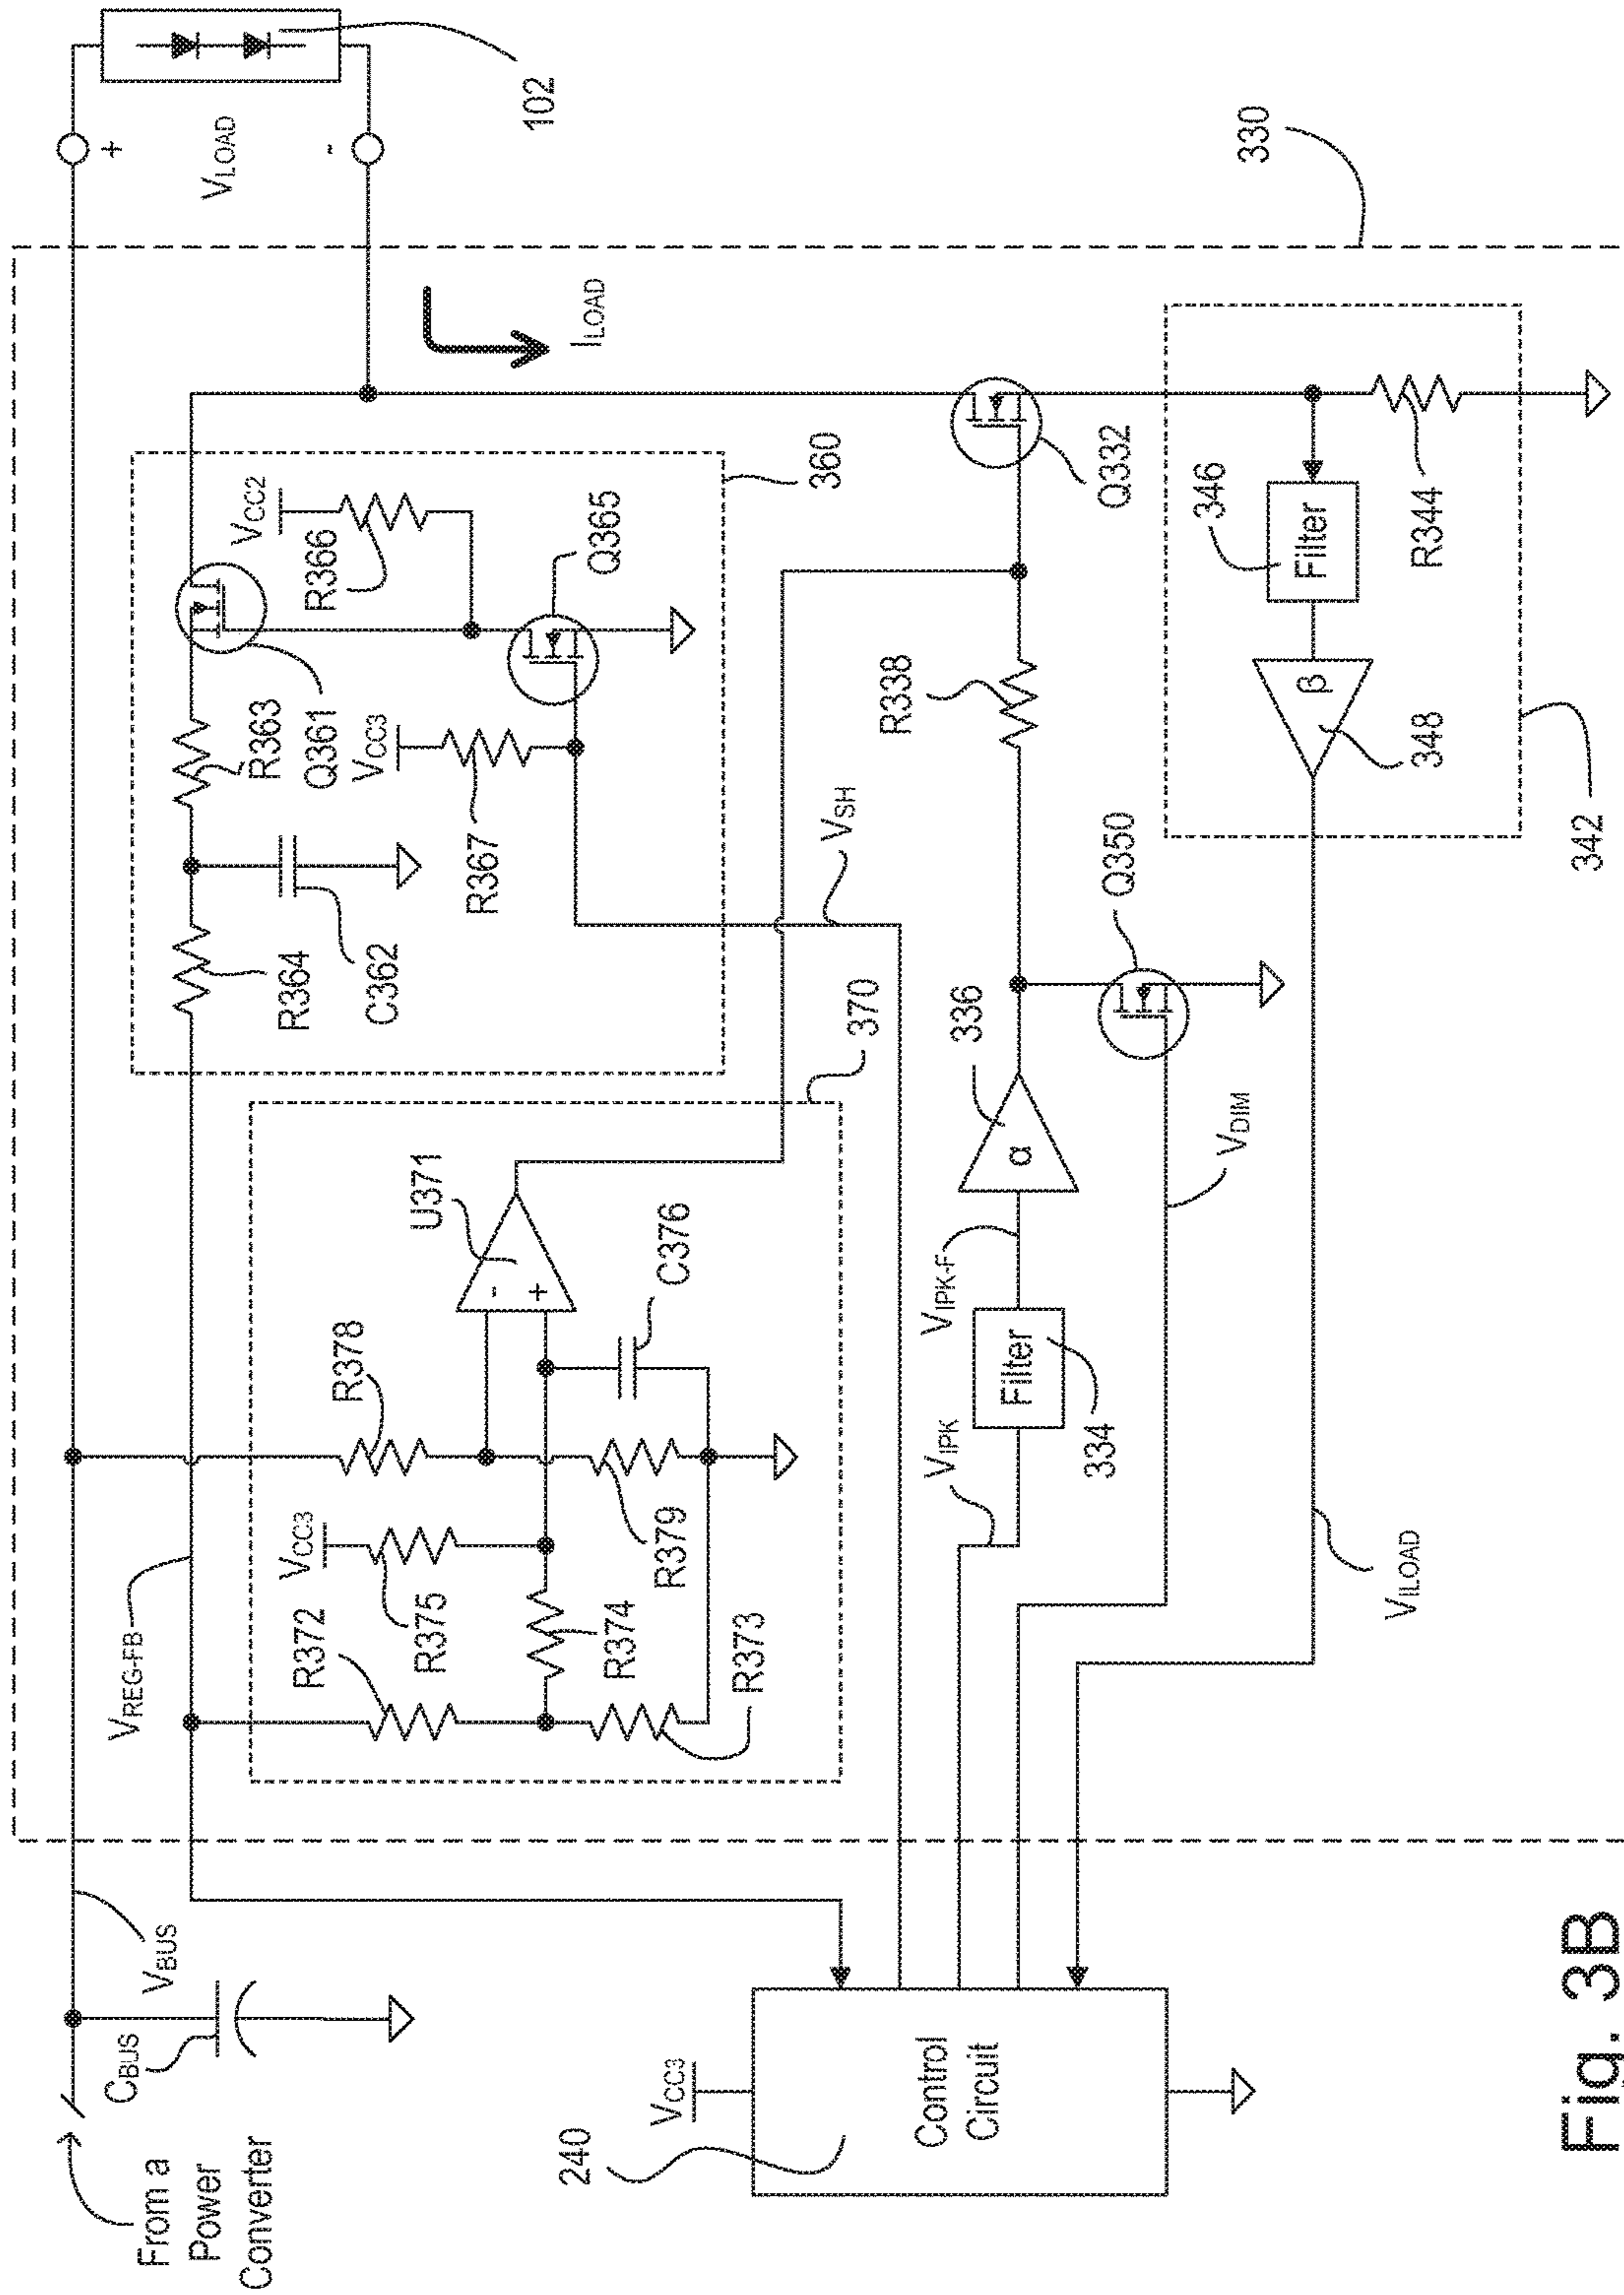 From a
Power
Converter
C_BUS
V_BUS
V_REG-FB
+
V_LOAD
-
102
I_LOAD
330
R364
C362
R363
Q361
V_CC2
R366
V_CC3
R367
Q365
360
V_SH
R372
V_CC3
R375
R378
R374
R373
R379
U371
-
+
C376
370
V_CC3
240
Control
Circuit
V_IPK
334
Filter
V_IPK-F
α
336
R338
Q332
Q350
V_DIM
V_ILOAD
β
348
346
Filter
R344
342
Fig. 3B